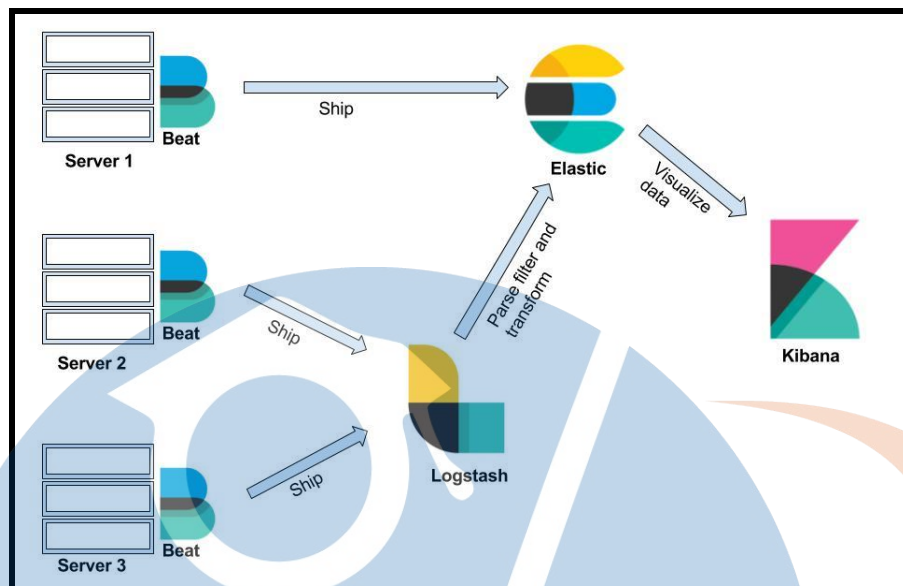 Beat
Server 1
Ship
Elastic
Visualize
data
Beat
Server 2
Ship
Parse filter and
transform
Kibana
Logstash
Ship
Beat
Server 3